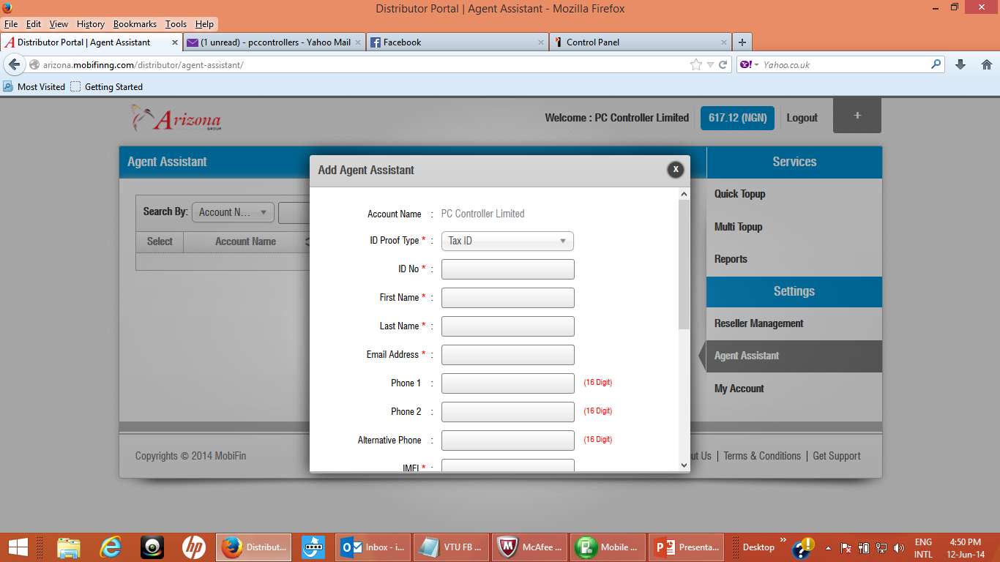 Distributor Portal | Agent Assistant - Mozilla Firefox
File Edit View History Bookmarks Tools Help
Distributor Portal | Agent Assistant
(1 unread) - pccontrollers - Yahoo Mail
Facebook
Control Panel
arizona.mobifinng.com/distributor/agent-assistant/
Yahoo.co.uk
Most Visited Getting Started
Arizona
GROUP
Welcome : PC Controller Limited
617.12 (NGN)
Logout
+
Agent Assistant
Search By: Account N...
Select Account Name
Add Agent Assistant
X
Account Name : PC Controller Limited
ID Proof Type * : Tax ID
ID No * :
First Name * :
Last Name * :
Email Address * :
Phone 1 : (16 Digit)
Phone 2 : (16 Digit)
Alternative Phone : (16 Digit)
IMEI * :
Services
Quick Topup
Multi Topup
Reports
Settings
Reseller Management
Agent Assistant
My Account
Copyrights © 2014 MobiFin
ut Us | Terms & Conditions | Get Support
Distribut...
Inbox - i...
VTU FB ...
McAfee ...
Mobile ...
Presenta...
Desktop
ENG
INTL
4:50 PM
12-Jun-14